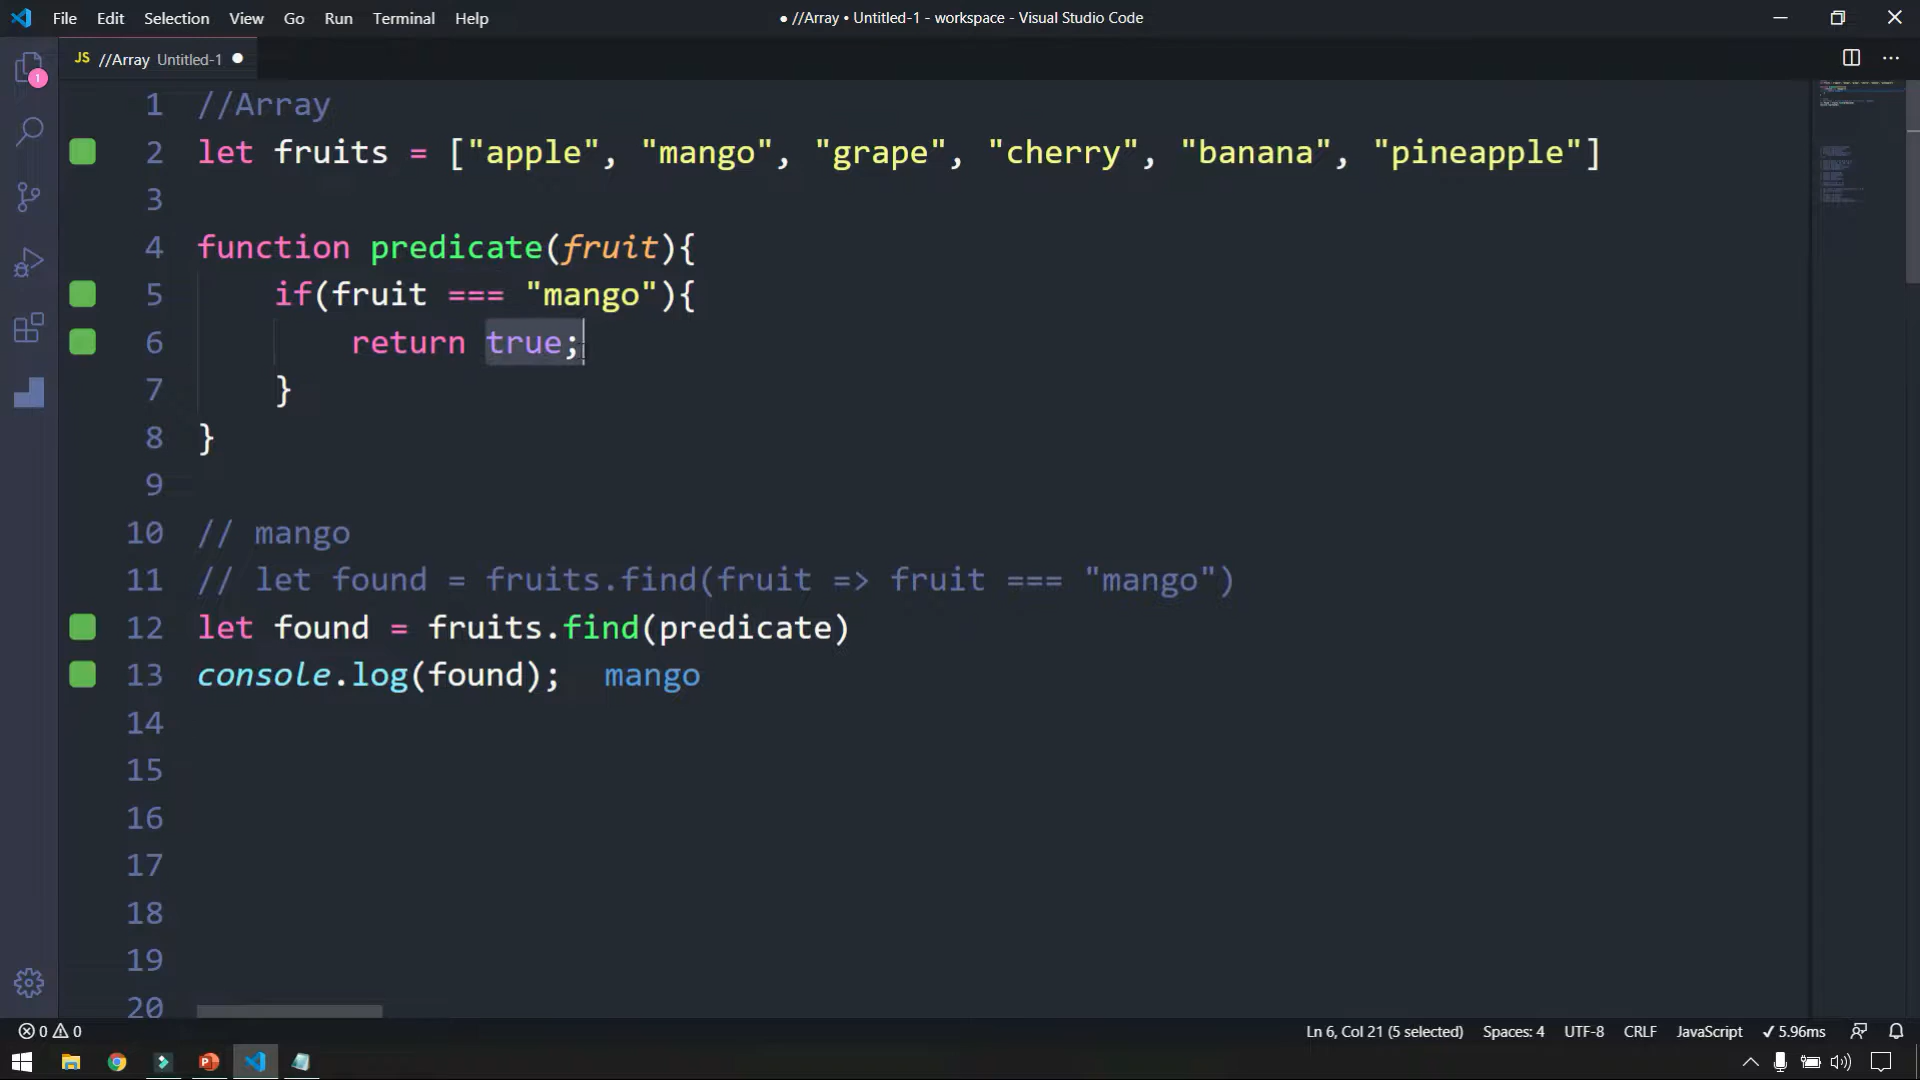 File Edit Selection View Go Run Terminal Help
● //Array • Untitled-1 - workspace - Visual Studio Code
JS //Array Untitled-1 ●
1
1 //Array
2 let fruits = ["apple", "mango", "grape", "cherry", "banana", "pineapple"]
3
4 function predicate(fruit){
5 if(fruit === "mango"){
6 return true;
7 }
8 }
9
10 // mango
11 // let found = fruits.find(fruit => fruit === "mango")
12 let found = fruits.find(predicate)
13 console.log(found); mango
14
15
16
17
18
19
20
0 0 Ln 6, Col 21 (5 selected) Spaces: 4 UTF-8 CRLF JavaScript ✓ 5.96ms